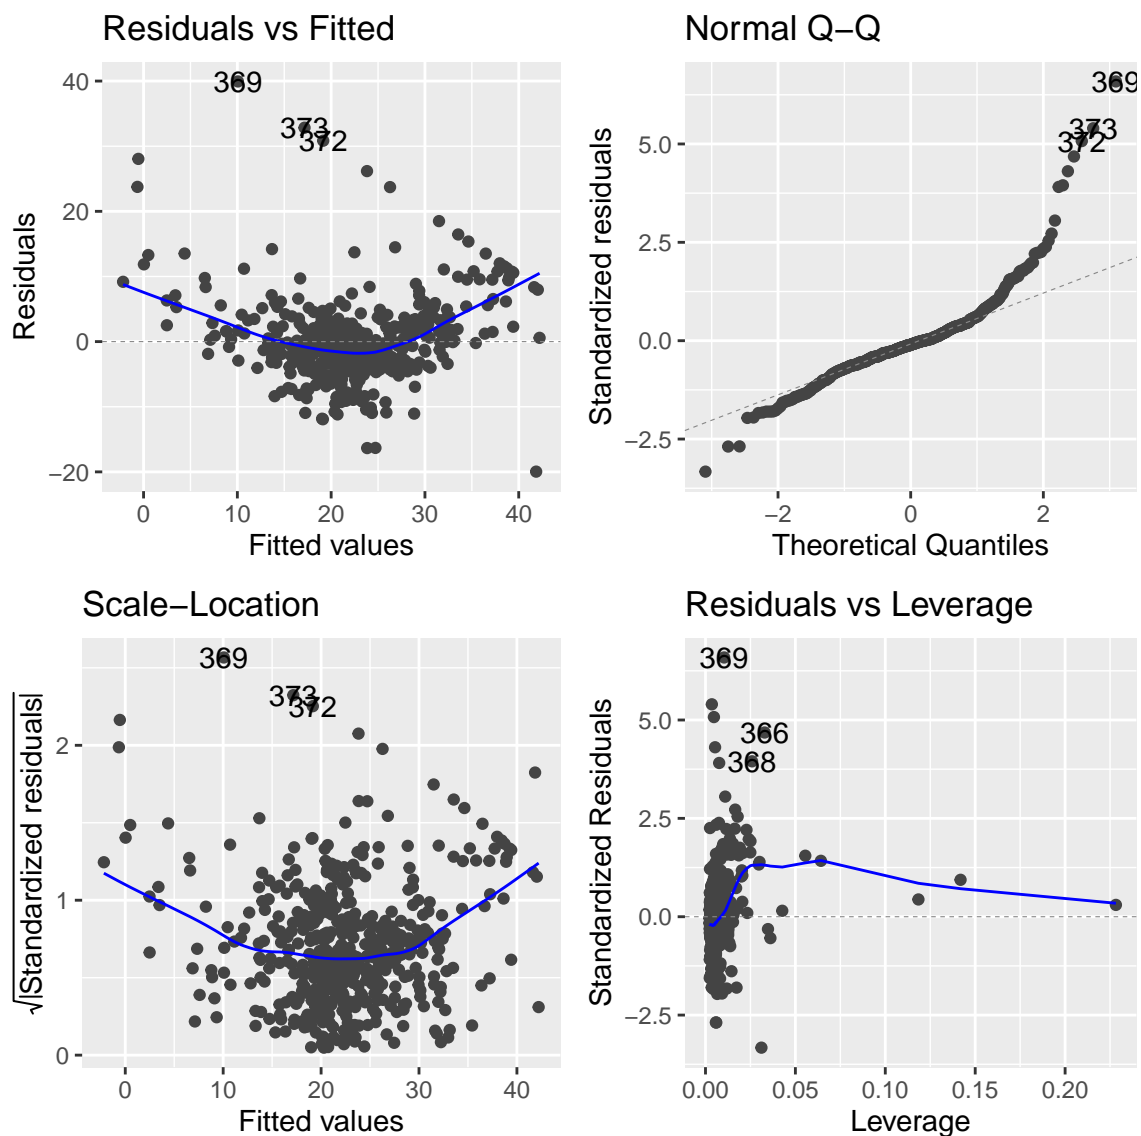 Residuals vs Fitted
Residuals
40
20
0
−20
369
373
372
0 10 20 30 40
Fitted values
Normal Q−Q
Standardized residuals
5.0
2.5
0.0
−2.5
369
373
372
−2 0 2
Theoretical Quantiles
Scale−Location
√|Standardized residuals|
2
1
0
369
373
372
0 10 20 30 40
Fitted values
Residuals vs Leverage
Standardized Residuals
5.0
2.5
0.0
−2.5
369
366
368
0.00 0.05 0.10 0.15 0.20
Leverage